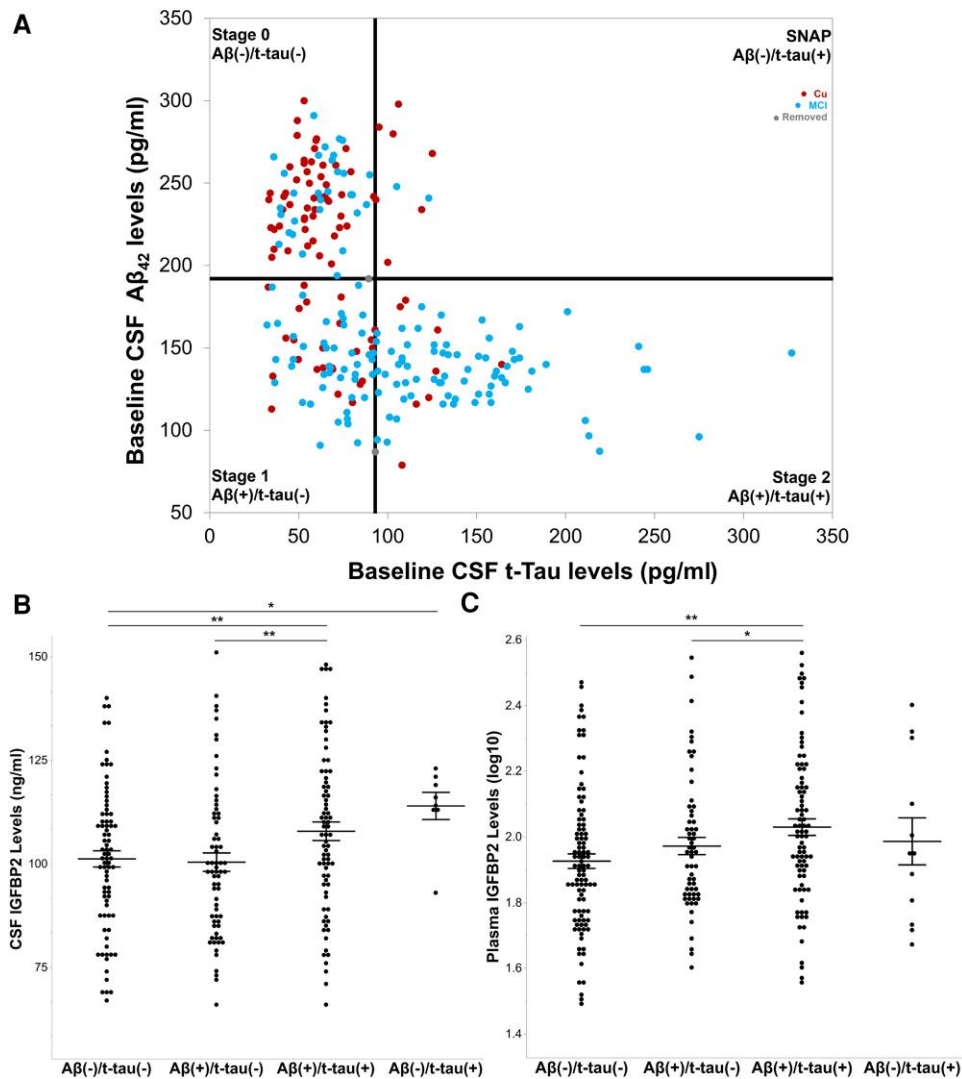 A
Stage 0
Aβ(-)/t-tau(-)
SNAP
Aβ(-)/t-tau(+)
Cu
MCI
Removed
Baseline CSF Aβ42 levels (pg/ml)
350
300
250
200
150
100
50
Stage 1
Aβ(+)/t-tau(-)
Stage 2
Aβ(+)/t-tau(+)
0 50 100 150 200 250 300 350
Baseline CSF t-Tau levels (pg/ml)
B
*
**
**
CSF IGFBP2 Levels (ng/ml)
150
125
100
75
Aβ(-)/t-tau(-) Aβ(+)/t-tau(-) Aβ(+)/t-tau(+) Aβ(-)/t-tau(+)
C
**
*
Plasma IGFBP2 Levels (log10)
2.6
2.4
2.2
2.0
1.8
1.6
1.4
Aβ(-)/t-tau(-) Aβ(+)/t-tau(-) Aβ(+)/t-tau(+) Aβ(-)/t-tau(+)